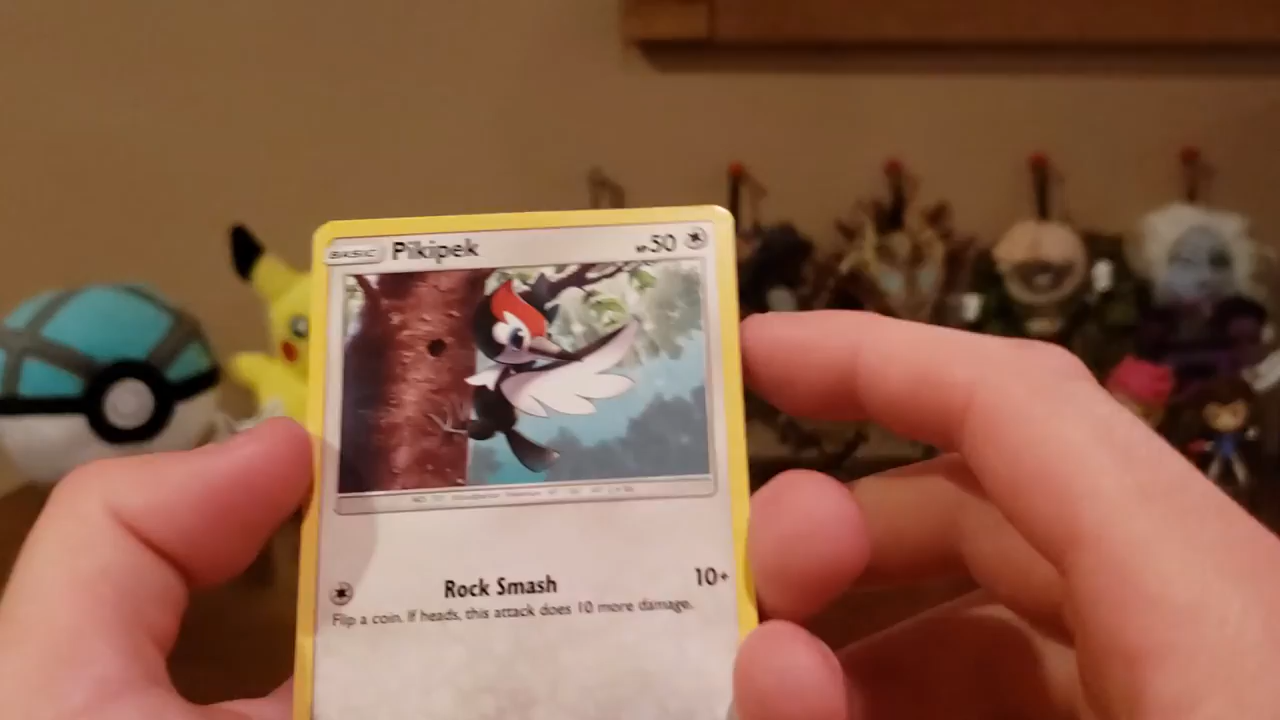 BASIC Pikipek HP50
Rock Smash 10+
Flip a coin. If heads, this attack does 10 more damage.